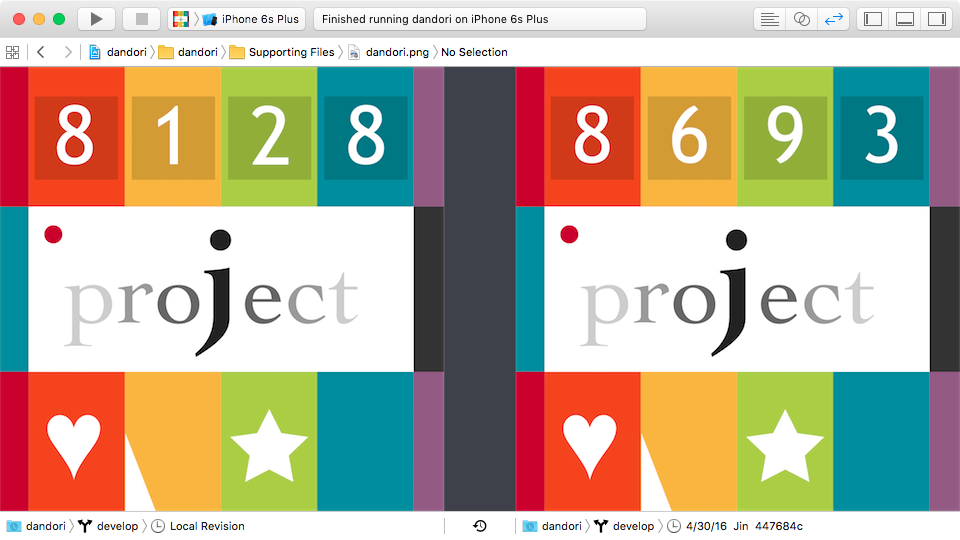 iPhone 6s Plus
Finished running dandori on iPhone 6s Plus
dandori dandori Supporting Files dandori.png No Selection
8 1 2 8
8 6 9 3
project
project
dandori develop Local Revision
dandori develop 4/30/16 Jin 447684c